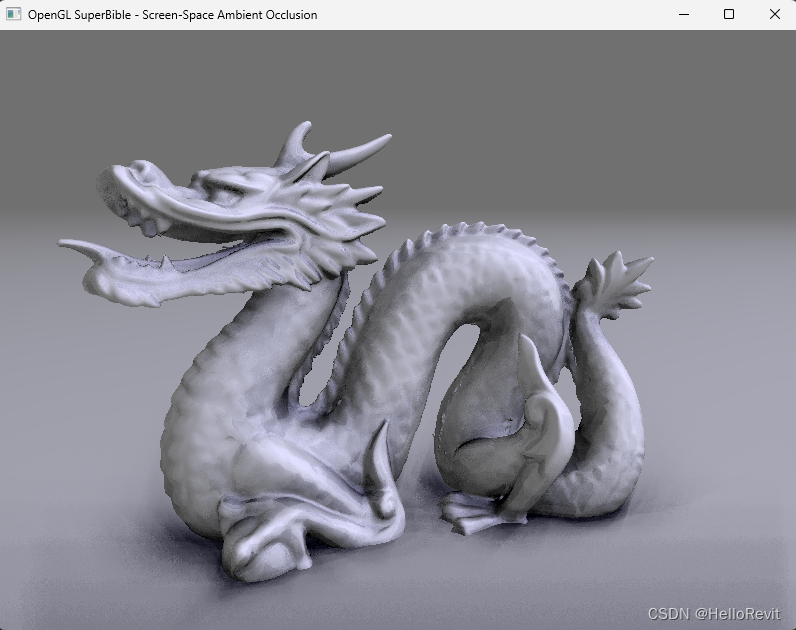 OpenGL SuperBible - Screen-Space Ambient Occlusion
CSDN @HelloRevit